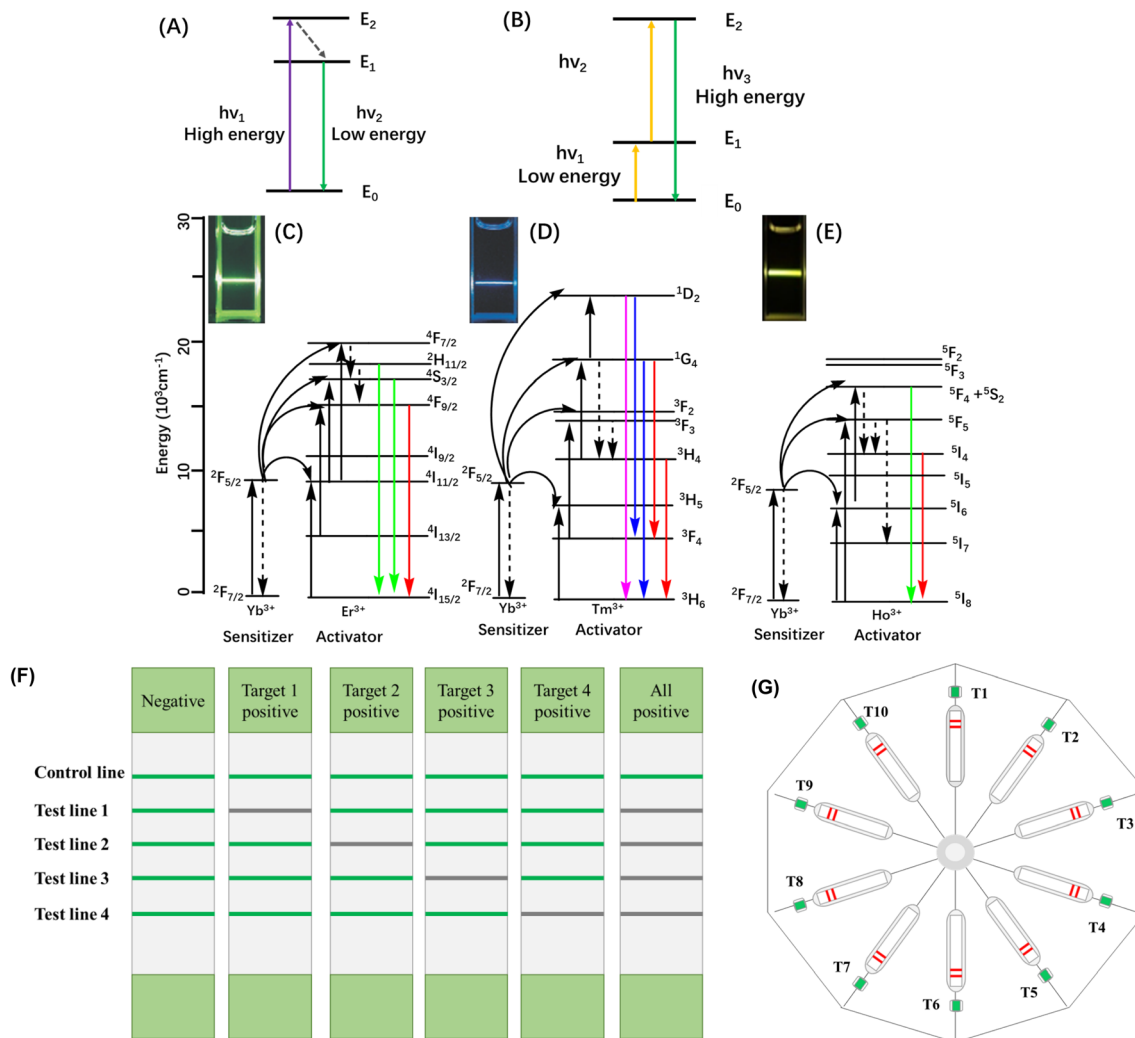 (A)
E₂
E₁
hν₁
High energy
hν₂
Low energy
E₀
(B)
E₂
hν₂
hν₃
High energy
E₁
hν₁
Low energy
E₀
30
20
10
0
Energy (10³cm⁻¹)
(C)
⁴F₇/₂
²H₁₁/₂
⁴S₃/₂
⁴F₉/₂
⁴I₉/₂
²F₅/₂
⁴I₁₁/₂
⁴I₁₃/₂
²F₇/₂
⁴I₁₅/₂
Yb³⁺
Er³⁺
Sensitizer
Activator
(D)
¹D₂
¹G₄
³F₂
³F₃
³H₄
²F₅/₂
³H₅
³F₄
²F₇/₂
³H₆
Yb³⁺
Tm³⁺
Sensitizer
Activator
(E)
⁵F₂
⁵F₃
⁵F₄ + ⁵S₂
⁵F₅
⁵I₄
⁵I₅
²F₅/₂
⁵I₆
⁵I₇
²F₇/₂
⁵I₈
Yb³⁺
Ho³⁺
Sensitizer
Activator
(F)
Negative
Target 1
positive
Target 2
positive
Target 3
positive
Target 4
positive
All
positive
Control line
Test line 1
Test line 2
Test line 3
Test line 4
(G)
T1
T2
T3
T4
T5
T6
T7
T8
T9
T10